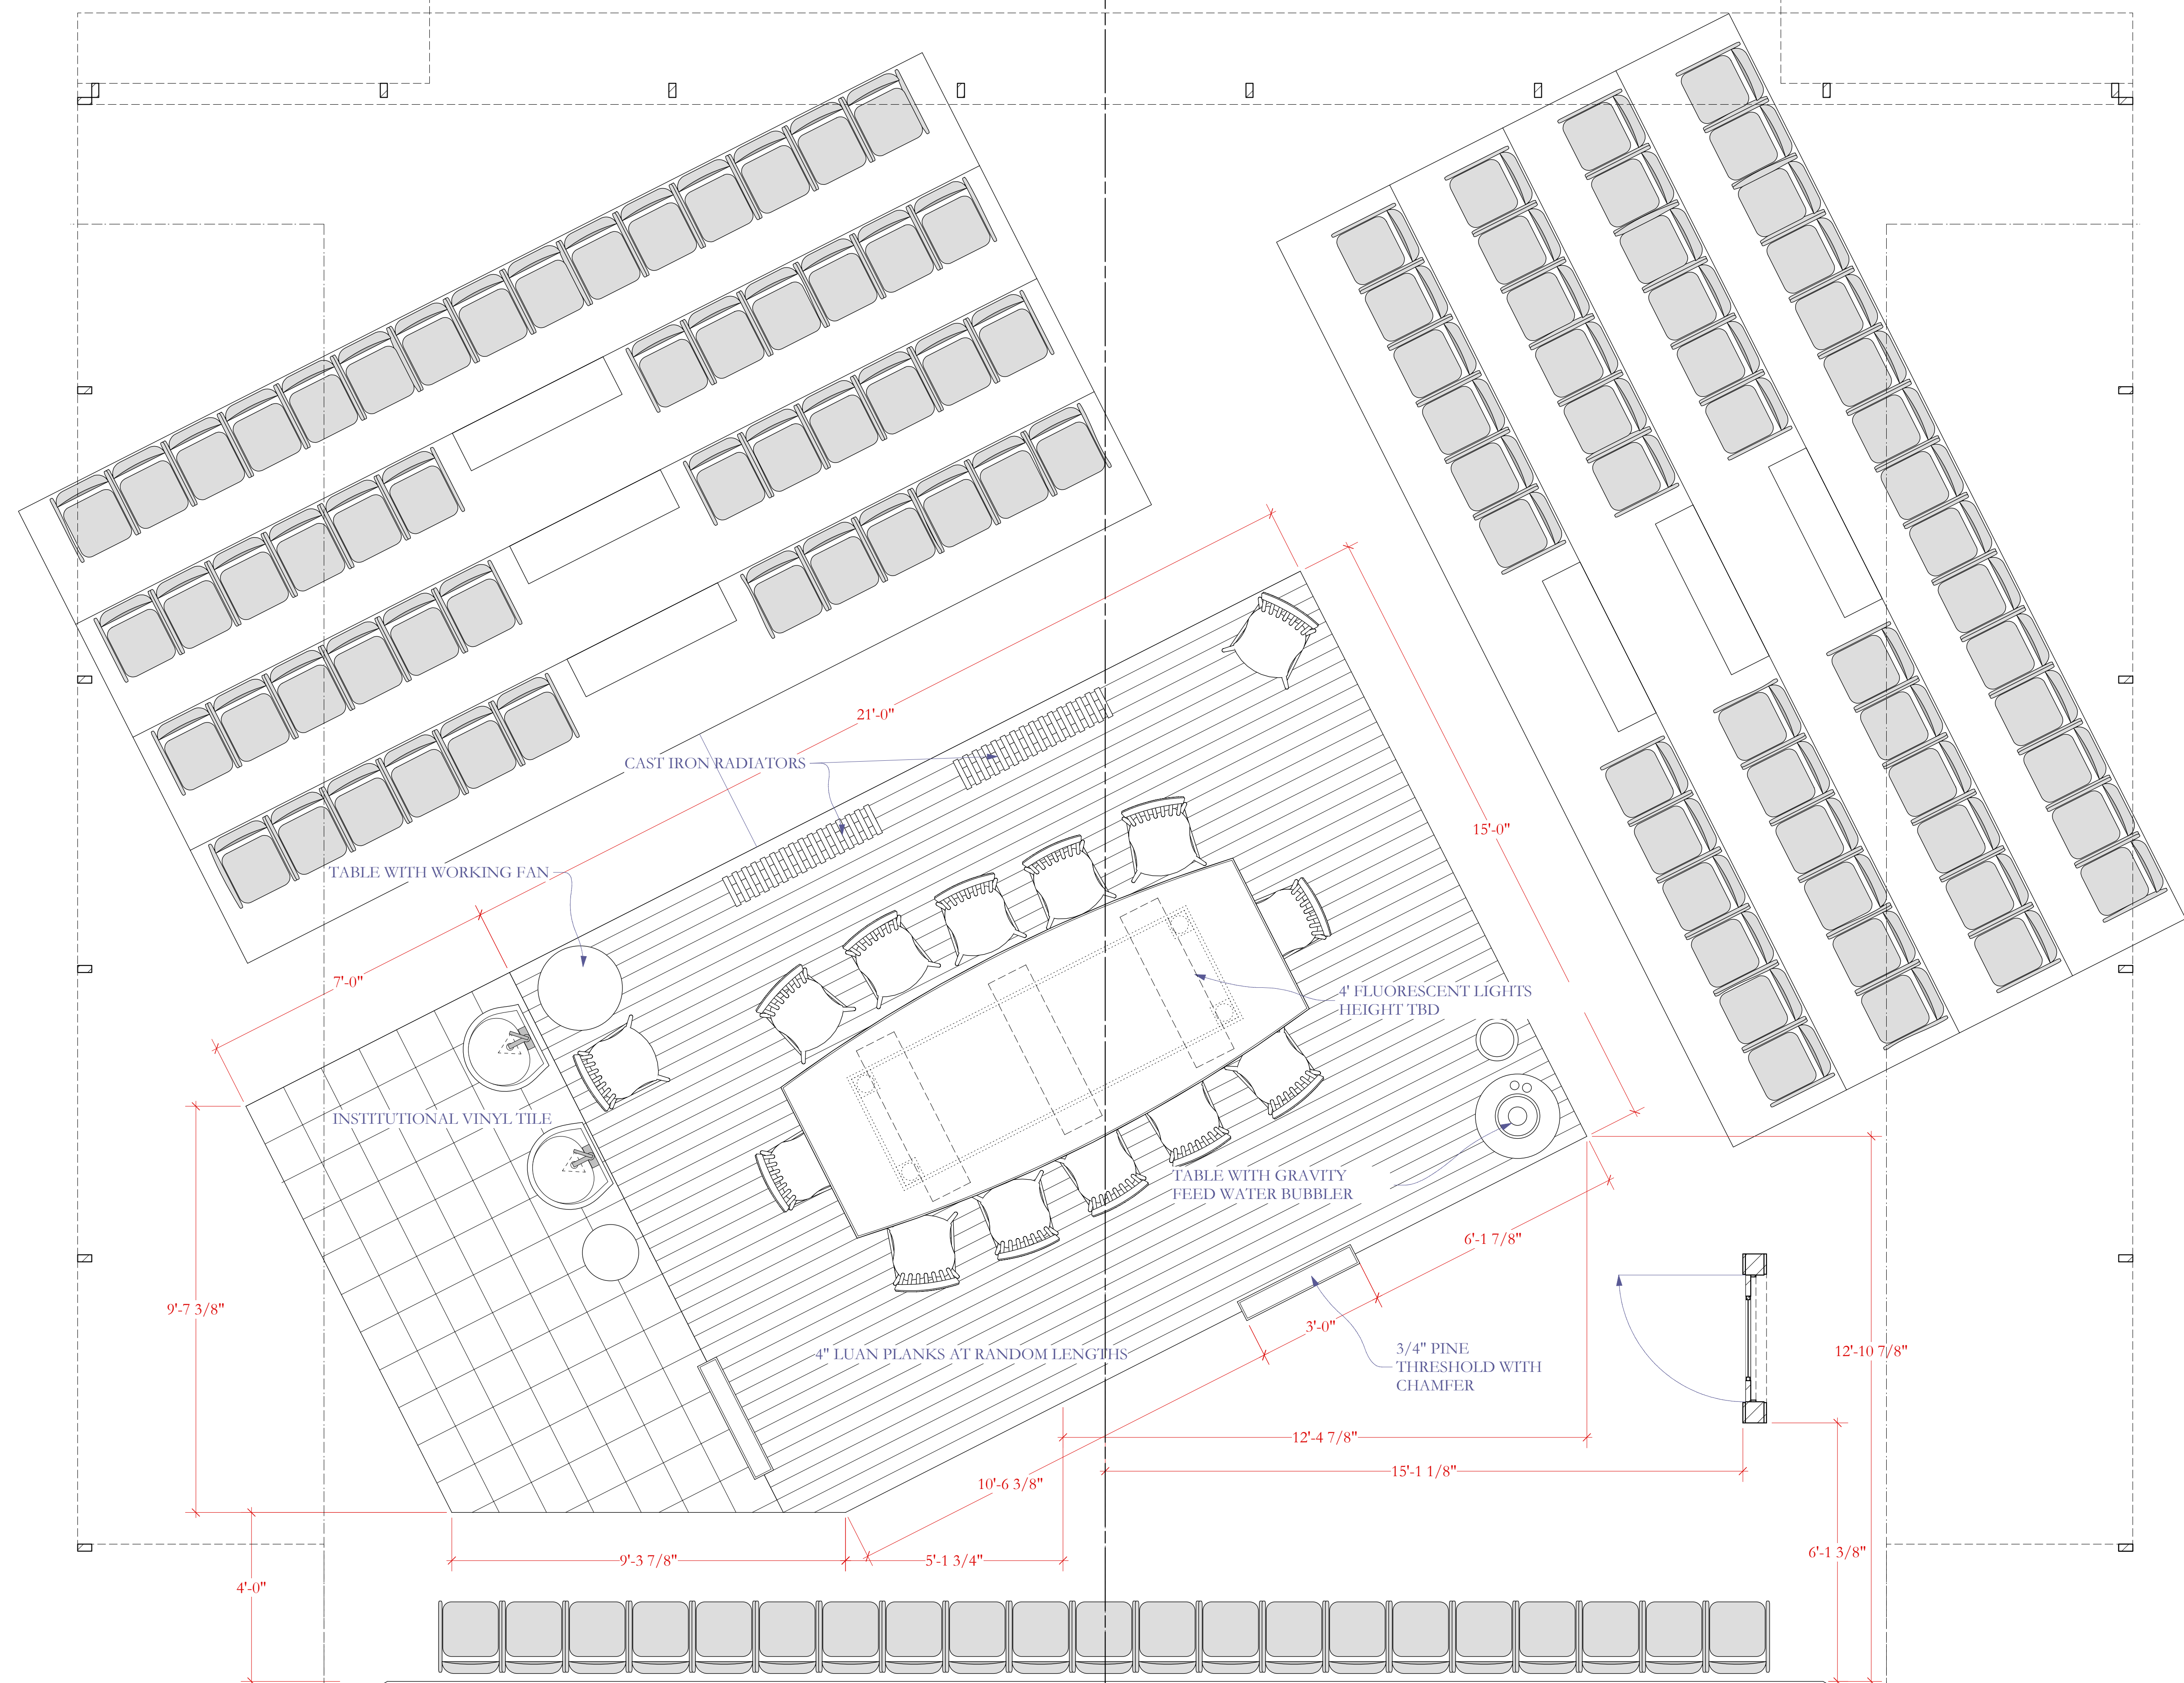 21'-0"
CAST IRON RADIATORS
15'-0"
TABLE WITH WORKING FAN
7'-0"
4' FLUORESCENT LIGHTS
HEIGHT TBD
INSTITUTIONAL VINYL TILE
TABLE WITH GRAVITY
FEED WATER BUBBLER
6'-1 7/8"
9'-7 3/8"
3'-0"
4" LUAN PLANKS AT RANDOM LENGTHS
3/4" PINE
THRESHOLD WITH
CHAMFER
12'-10 7/8"
12'-4 7/8"
15'-1 1/8"
10'-6 3/8"
6'-1 3/8"
9'-3 7/8"
5'-1 3/4"
4'-0"